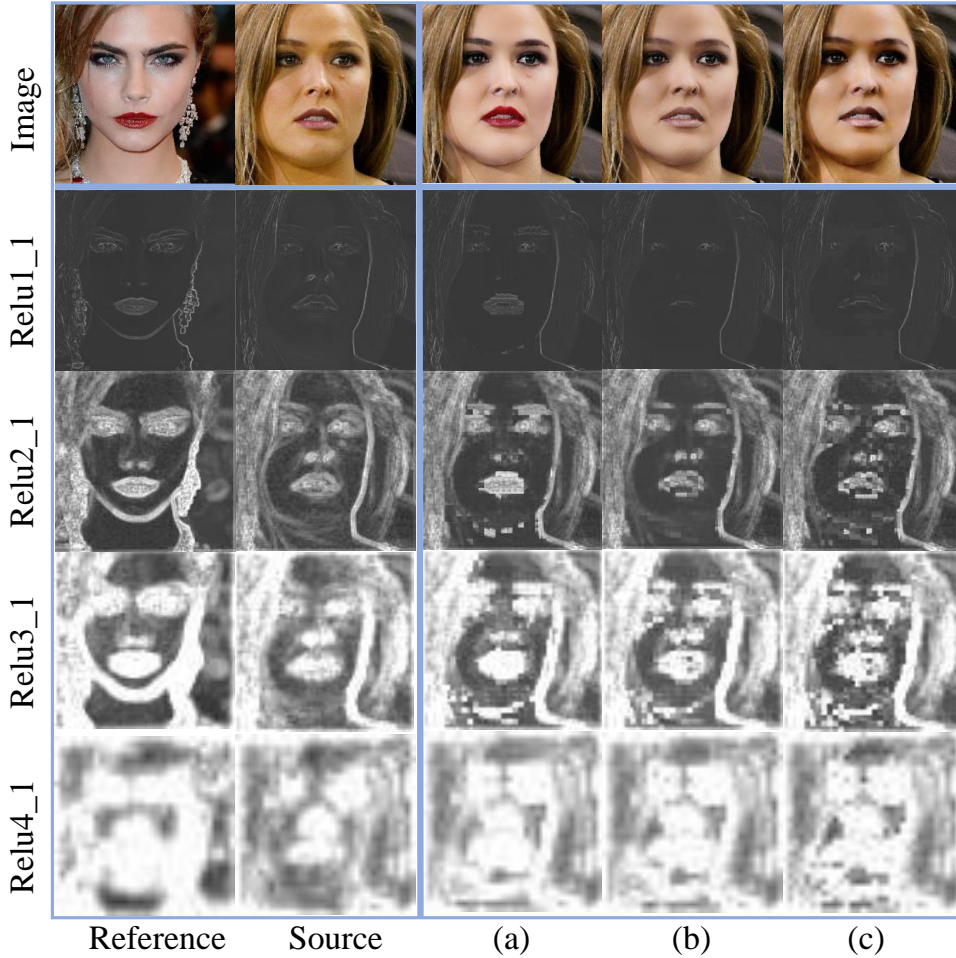 Image
Relu1_1
Relu2_1
Relu3_1
Relu4_1
Reference Source (a) (b) (c)